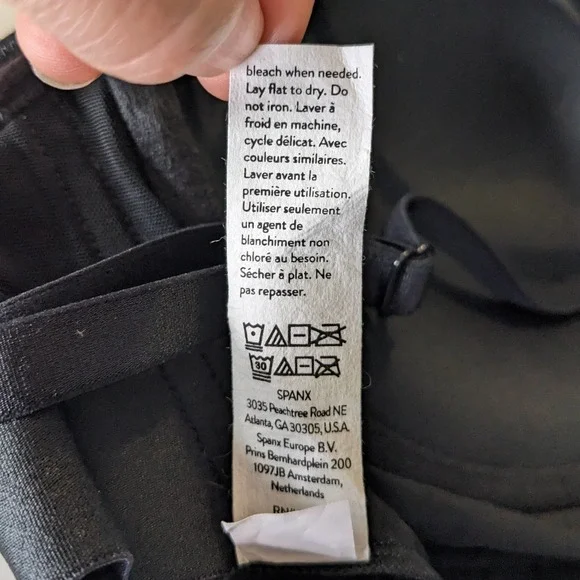 bleach when needed.
Lay flat to dry. Do
not iron. Laver à
froid en machine,
cycle délicat. Avec
couleurs similaires.
Laver avant la
première utilisation.
Utiliser seulement
un agent de
blanchiment non
chloré au besoin.
Sécher à plat. Ne
pas repasser.
30
SPANX
3035 Peachtree Road NE
Atlanta, GA 30305, U.S.A.
Spanx Europe B.V.
Prins Bernhardplein 200
1097JB Amsterdam,
Netherlands